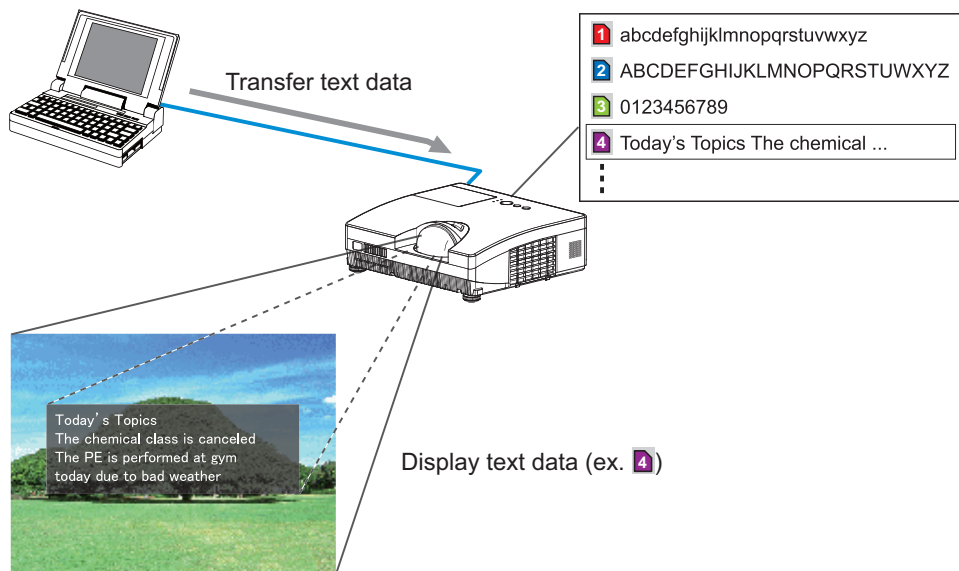 Transfer text data
1 abcdefghijklmnopqrstuvwxyz
2 ABCDEFGHIJKLMNOPQRSTUWXYZ
3 0123456789
4 Today’s Topics The chemical ...
Today’s Topics
The chemical class is canceled
The PE is performed at gym
today due to bad weather
Display text data (ex. 4)